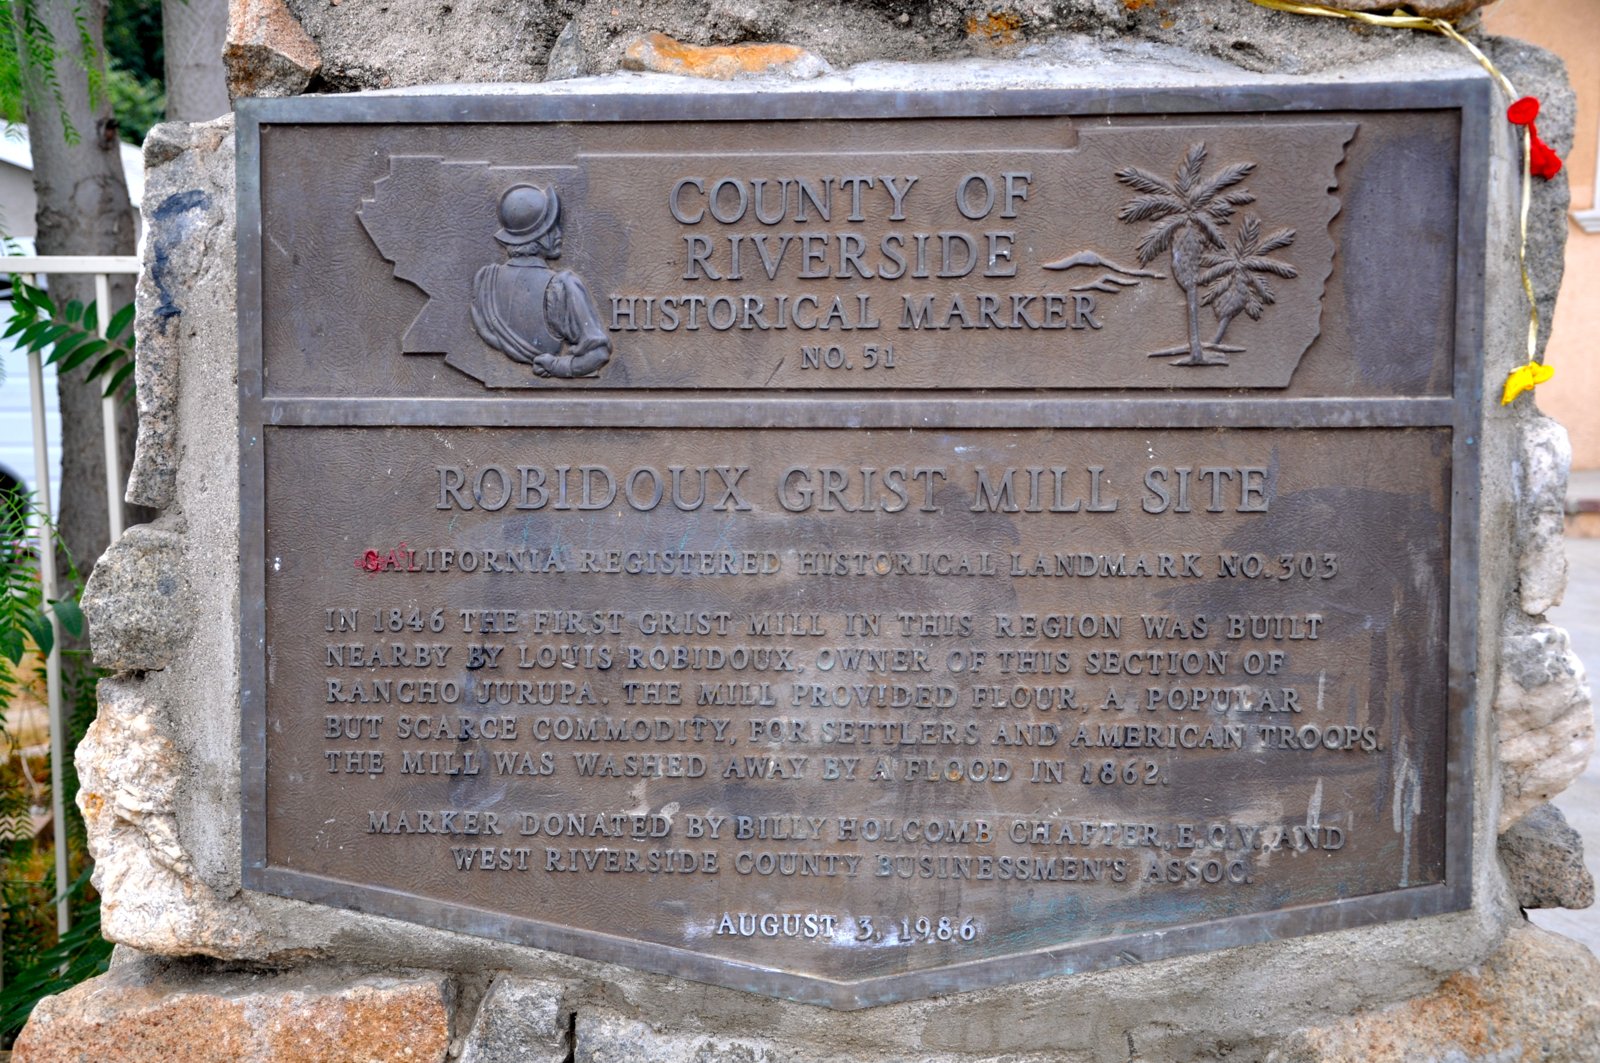 COUNTY OF
RIVERSIDE
HISTORICAL MARKER
NO. 51
ROBIDOUX GRIST MILL SITE
CALIFORNIA REGISTERED HISTORICAL LANDMARK NO. 303
IN 1846 THE FIRST GRIST MILL IN THIS REGION WAS BUILT
NEARBY BY LOUIS ROBIDOUX, OWNER OF THIS SECTION OF
RANCHO JURUPA. THE MILL PROVIDED FLOUR, A POPULAR
BUT SCARCE COMMODITY, FOR SETTLERS AND AMERICAN TROOPS.
THE MILL WAS WASHED AWAY BY A FLOOD IN 1862.
MARKER DONATED BY BILLY HOLCOMB CHAPTER, E.C.V. AND
WEST RIVERSIDE COUNTY BUSINESSMEN'S ASSOC.
AUGUST 3, 1986